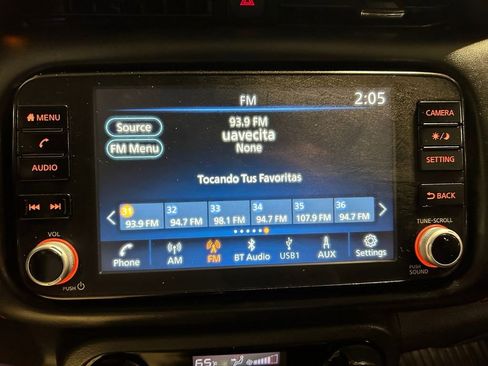 FM
2:05
MENU
AUDIO
VOL
PUSH
Source
FM Menu
93.9 FM
uavecita
None
Tocando Tus Favoritas
31 32 33 34 35 36
93.9 FM 94.7 FM 98.1 FM 94.7 FM 107.9 FM 94.7 FM
Phone AM FM BT Audio USB1 AUX Settings
CAMERA
SETTING
BACK
TUNE-SCROLL
PUSH
SOUND
65°